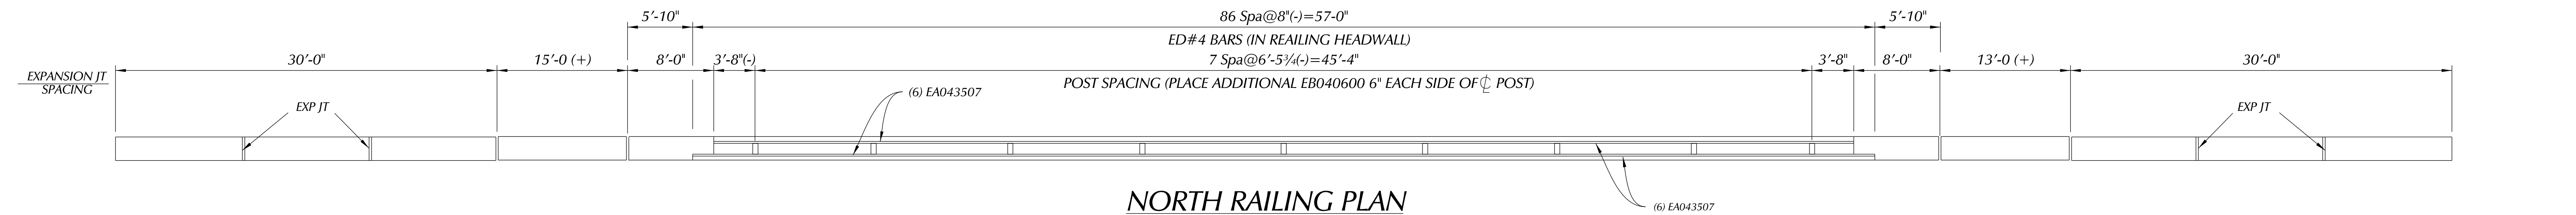 5'-10"
86 Spa@8"(-)=57-0"
5'-10"
ED#4 BARS (IN REAILING HEADWALL)
30'-0"
15'-0 (+)
8'-0"
3'-8"(-)
7 Spa@6'-5¾(-)=45'-4"
3'-8"
8'-0"
13'-0 (+)
30'-0"
EXPANSION JT
SPACING
POST SPACING (PLACE ADDITIONAL EB040600 6" EACH SIDE OF ℄ POST)
(6) EA043507
EXP JT
EXP JT
NORTH RAILING PLAN
(6) EA043507